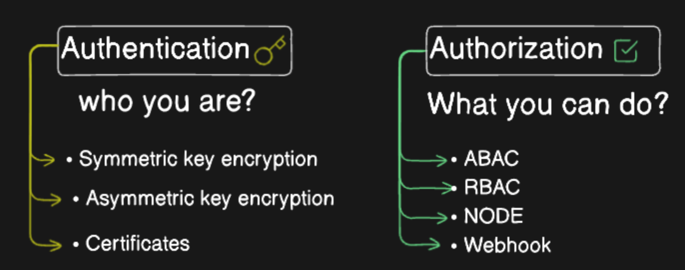 Authentication
who you are?
• Symmetric key encryption
• Asymmetric key encryption
• Certificates
Authorization
What you can do?
• ABAC
• RBAC
• NODE
• Webhook